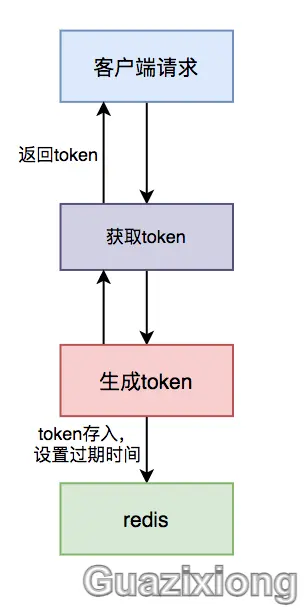 客户端请求
返回token
获取token
生成token
token存入，
设置过期时间
redis
Guazixiong